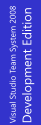 Visual Studio Team System 2008
Development Edition